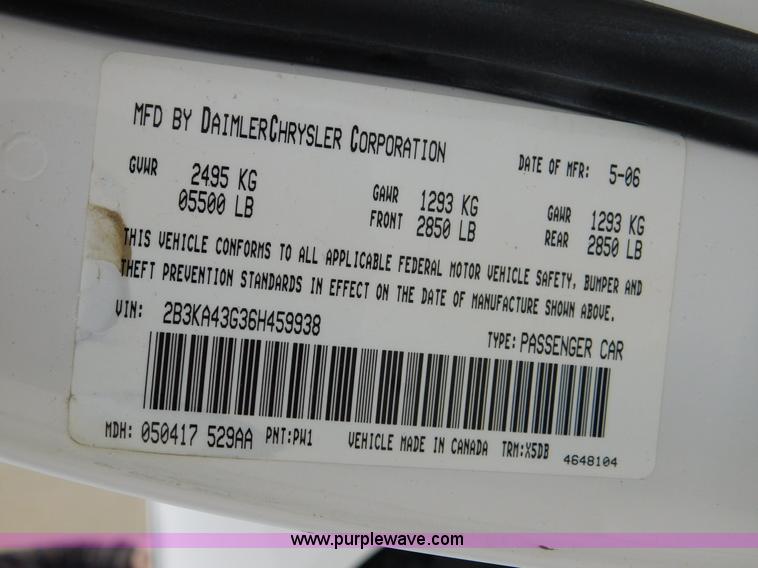 MFD BY DAIMLERCHRYSLER CORPORATION DATE OF MFR: 5-06
GVWR 2495 KG GAWR 1293 KG GAWR 1293 KG
05500 LB FRONT 2850 LB REAR 2850 LB
THIS VEHICLE CONFORMS TO ALL APPLICABLE FEDERAL MOTOR VEHICLE SAFETY, BUMPER AND
THEFT PREVENTION STANDARDS IN EFFECT ON THE DATE OF MANUFACTURE SHOWN ABOVE.
VIN: 2B3KA43G36H459938 TYPE: PASSENGER CAR
MDH: 050417 529AA PNT:PW1 VEHICLE MADE IN CANADA TRM:X5DB 4648104
www.purplewave.com